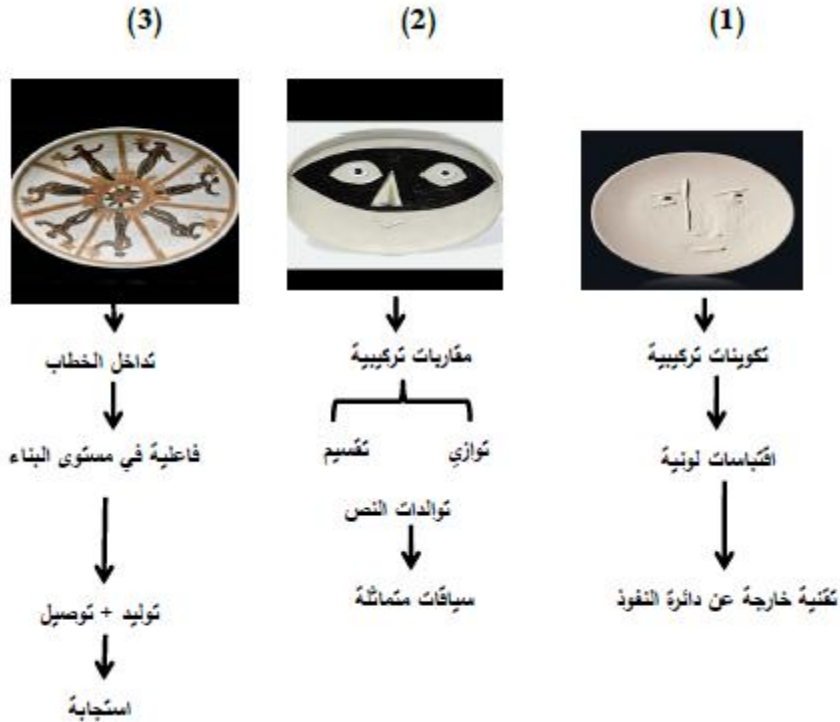 (1)
تكوينات تركيبية
اقتباسات لونية
تقنية خارجة عن دائرة النفوذ
(2)
مقاربات تركيبية
توازي
تقسيم
توالدات النص
سياقات متماثلة
(3)
تداخل الخطاب
فاعلية في مستوى البناء
توليد + توصيل
استجابة